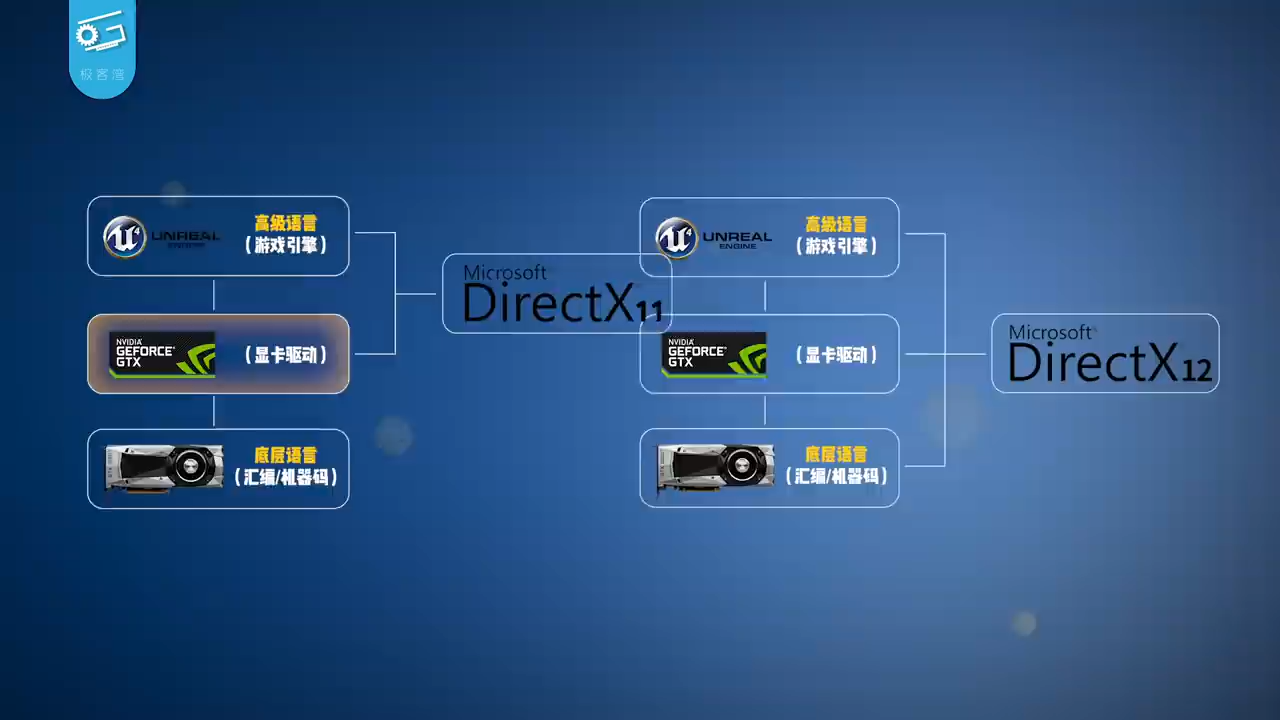 极客湾
UNREAL
ENGINE
高级语言
(游戏引擎)
NVIDIA
GEFORCE
GTX
(显卡驱动)
底层语言
(汇编/机器码)
Microsoft
DirectX11
UNREAL
ENGINE
高级语言
(游戏引擎)
NVIDIA
GEFORCE
GTX
(显卡驱动)
底层语言
(汇编/机器码)
Microsoft
DirectX12